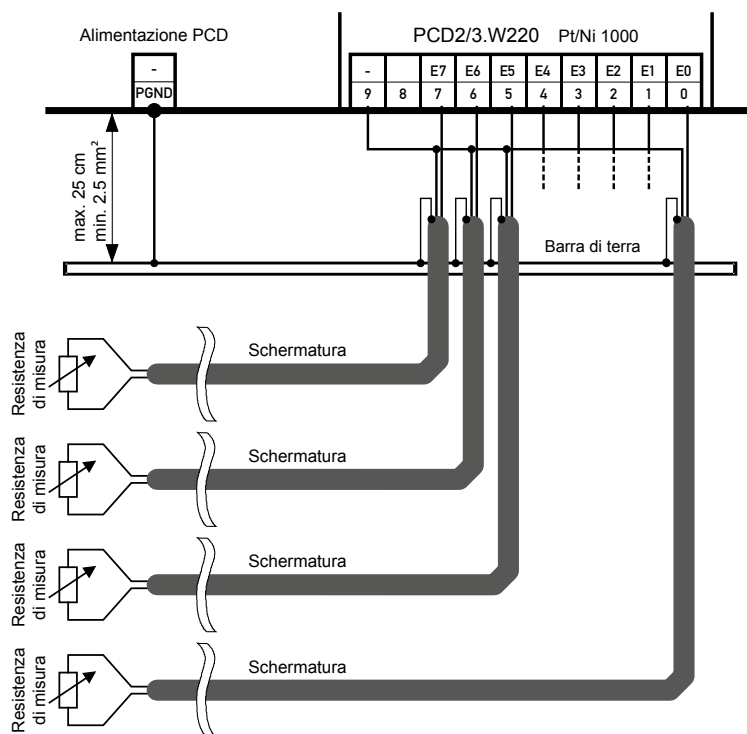 Alimentazione PCD
PCD2/3.W220 Pt/Ni 1000
-
PGND
- E7 E6 E5 E4 E3 E2 E1 E0
9 8 7 6 5 4 3 2 1 0
max. 25 cm
min. 2.5 mm²
Barra di terra
Resistenza
di misura
Schermatura
Resistenza
di misura
Schermatura
Resistenza
di misura
Schermatura
Resistenza
di misura
Schermatura